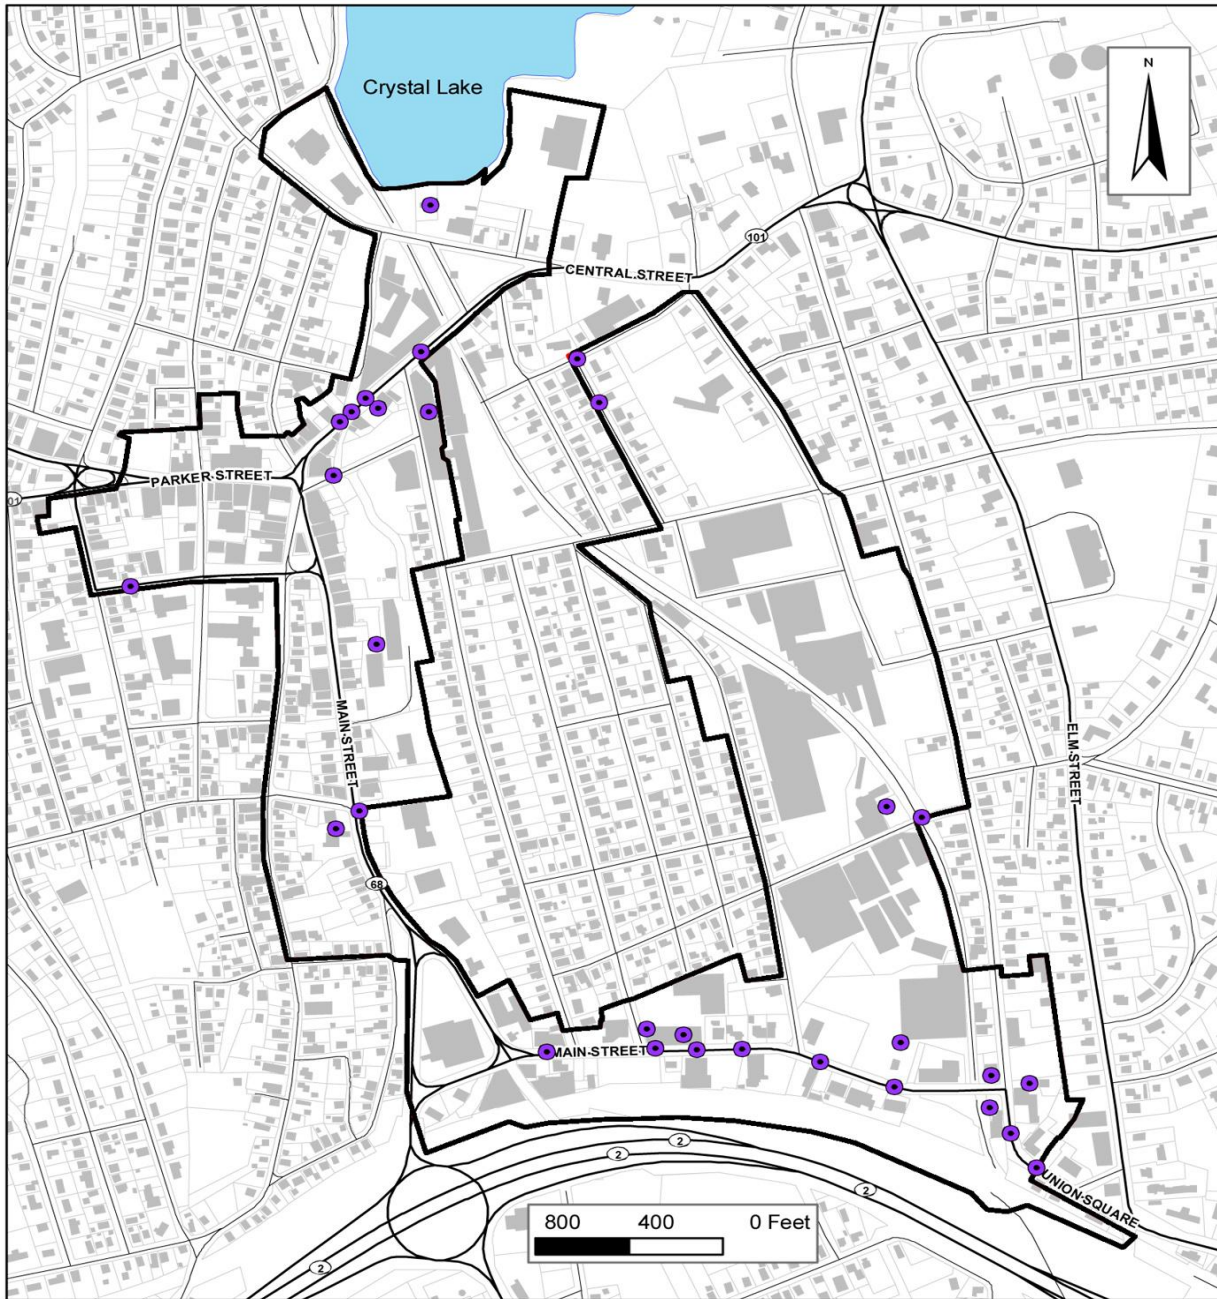 Crystal Lake
N
101
CENTRAL STREET
PARKER STREET
01
MAIN STREET
ELM STREET
68
MAIN STREET
2
2
2
2
UNION SQUARE
800 400 0 Feet